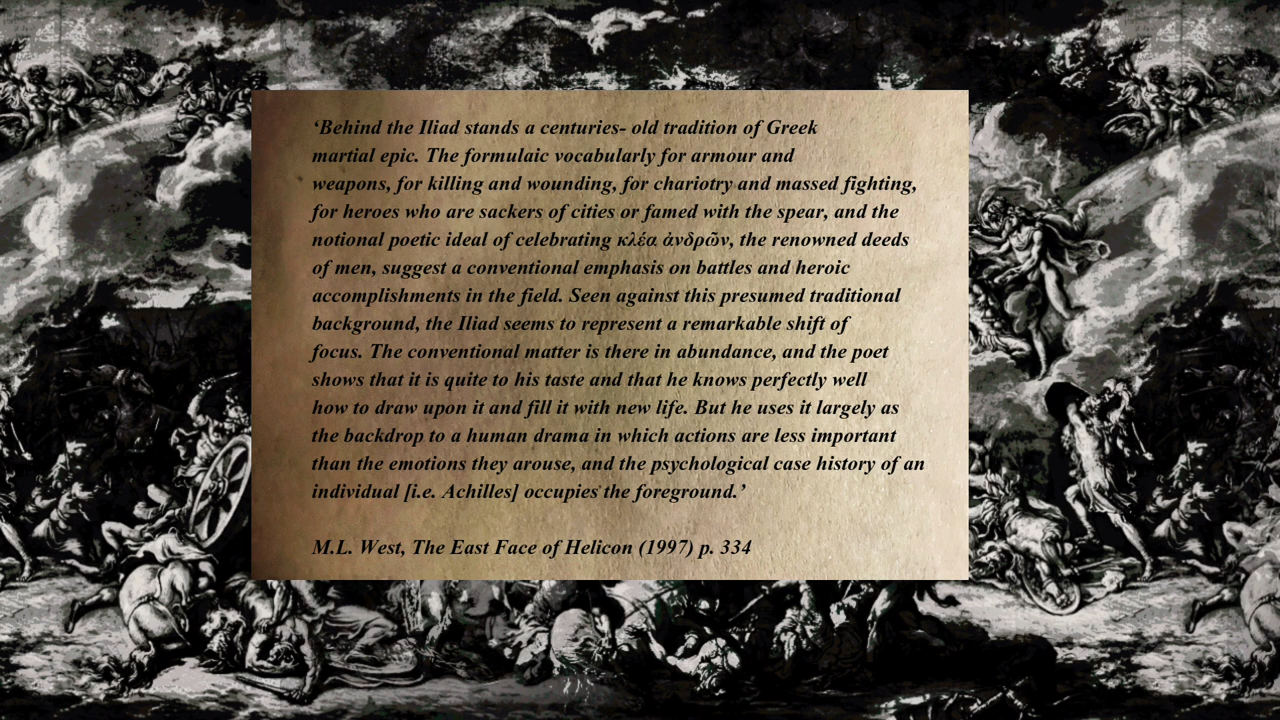 ‘Behind the Iliad stands a centuries- old tradition of Greek
martial epic. The formulaic vocabularly for armour and
weapons, for killing and wounding, for chariotry and massed fighting,
for heroes who are sackers of cities or famed with the spear, and the
notional poetic ideal of celebrating κλέα ἀνδρῶν, the renowned deeds
of men, suggest a conventional emphasis on battles and heroic
accomplishments in the field. Seen against this presumed traditional
background, the Iliad seems to represent a remarkable shift of
focus. The conventional matter is there in abundance, and the poet
shows that it is quite to his taste and that he knows perfectly well
how to draw upon it and fill it with new life. But he uses it largely as
the backdrop to a human drama in which actions are less important
than the emotions they arouse, and the psychological case history of an
individual [i.e. Achilles] occupies the foreground.’
M.L. West, The East Face of Helicon (1997) p. 334